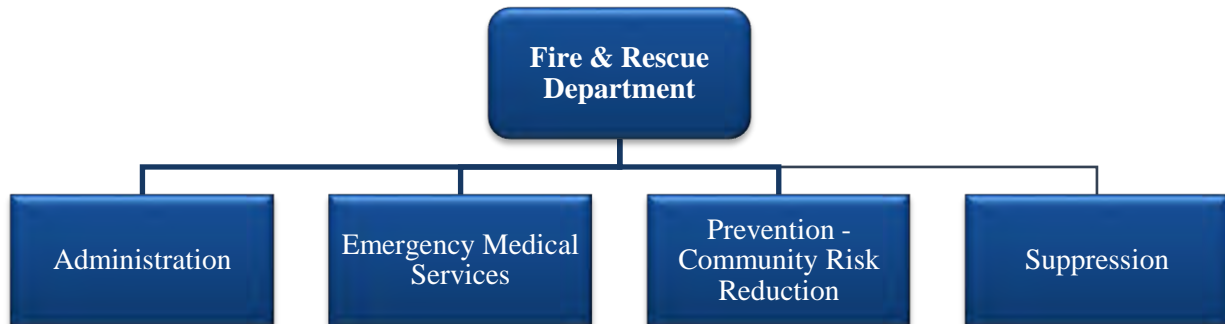 Fire & Rescue
Department
Administration
Emergency Medical
Services
Prevention -
Community Risk
Reduction
Suppression